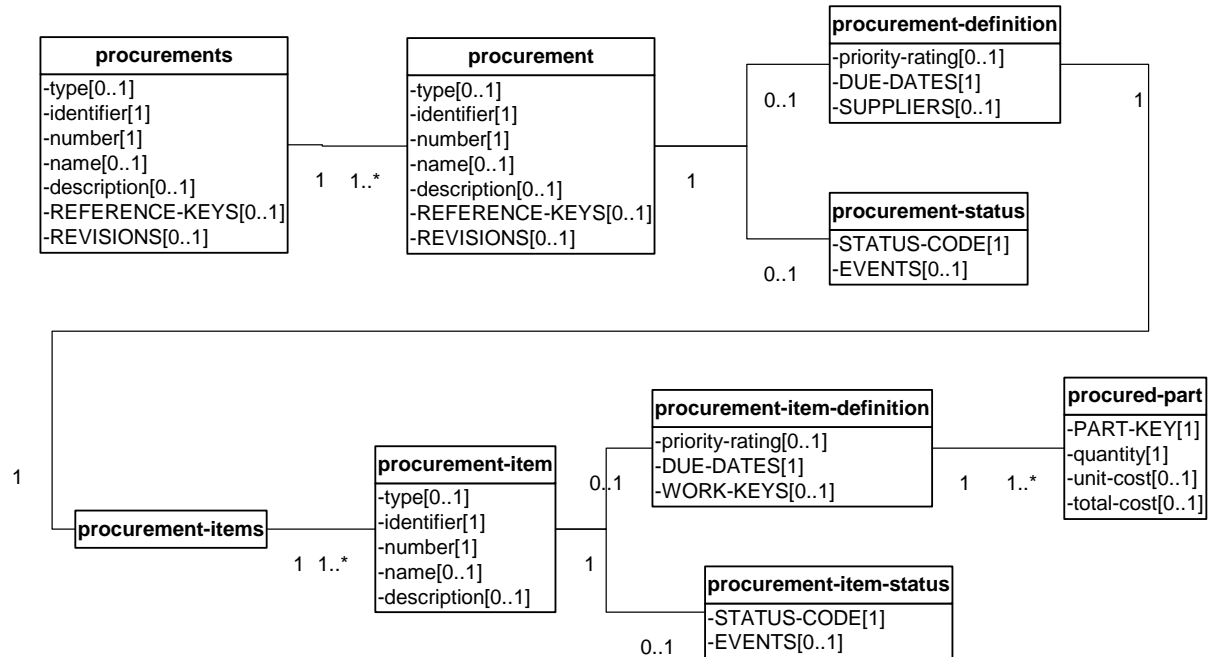 procurements
-type[0..1]
-identifier[1]
-number[1]
-name[0..1]
-description[0..1]
-REFERENCE-KEYS[0..1]
-REVISIONS[0..1]
1
1..*
procurement
-type[0..1]
-identifier[1]
-number[1]
-name[0..1]
-description[0..1]
-REFERENCE-KEYS[0..1]
-REVISIONS[0..1]
1
0..1
procurement-definition
-priority-rating[0..1]
-DUE-DATES[1]
-SUPPLIERS[0..1]
1
procurement-status
-STATUS-CODE[1]
-EVENTS[0..1]
0..1
1
procurement-items
1
1..*
procurement-item
-type[0..1]
-identifier[1]
-number[1]
-name[0..1]
-description[0..1]
1
0..1
procurement-item-definition
-priority-rating[0..1]
-DUE-DATES[1]
-WORK-KEYS[0..1]
1
1..*
procured-part
-PART-KEY[1]
-quantity[1]
-unit-cost[0..1]
-total-cost[0..1]
procurement-item-status
-STATUS-CODE[1]
-EVENTS[0..1]
0..1